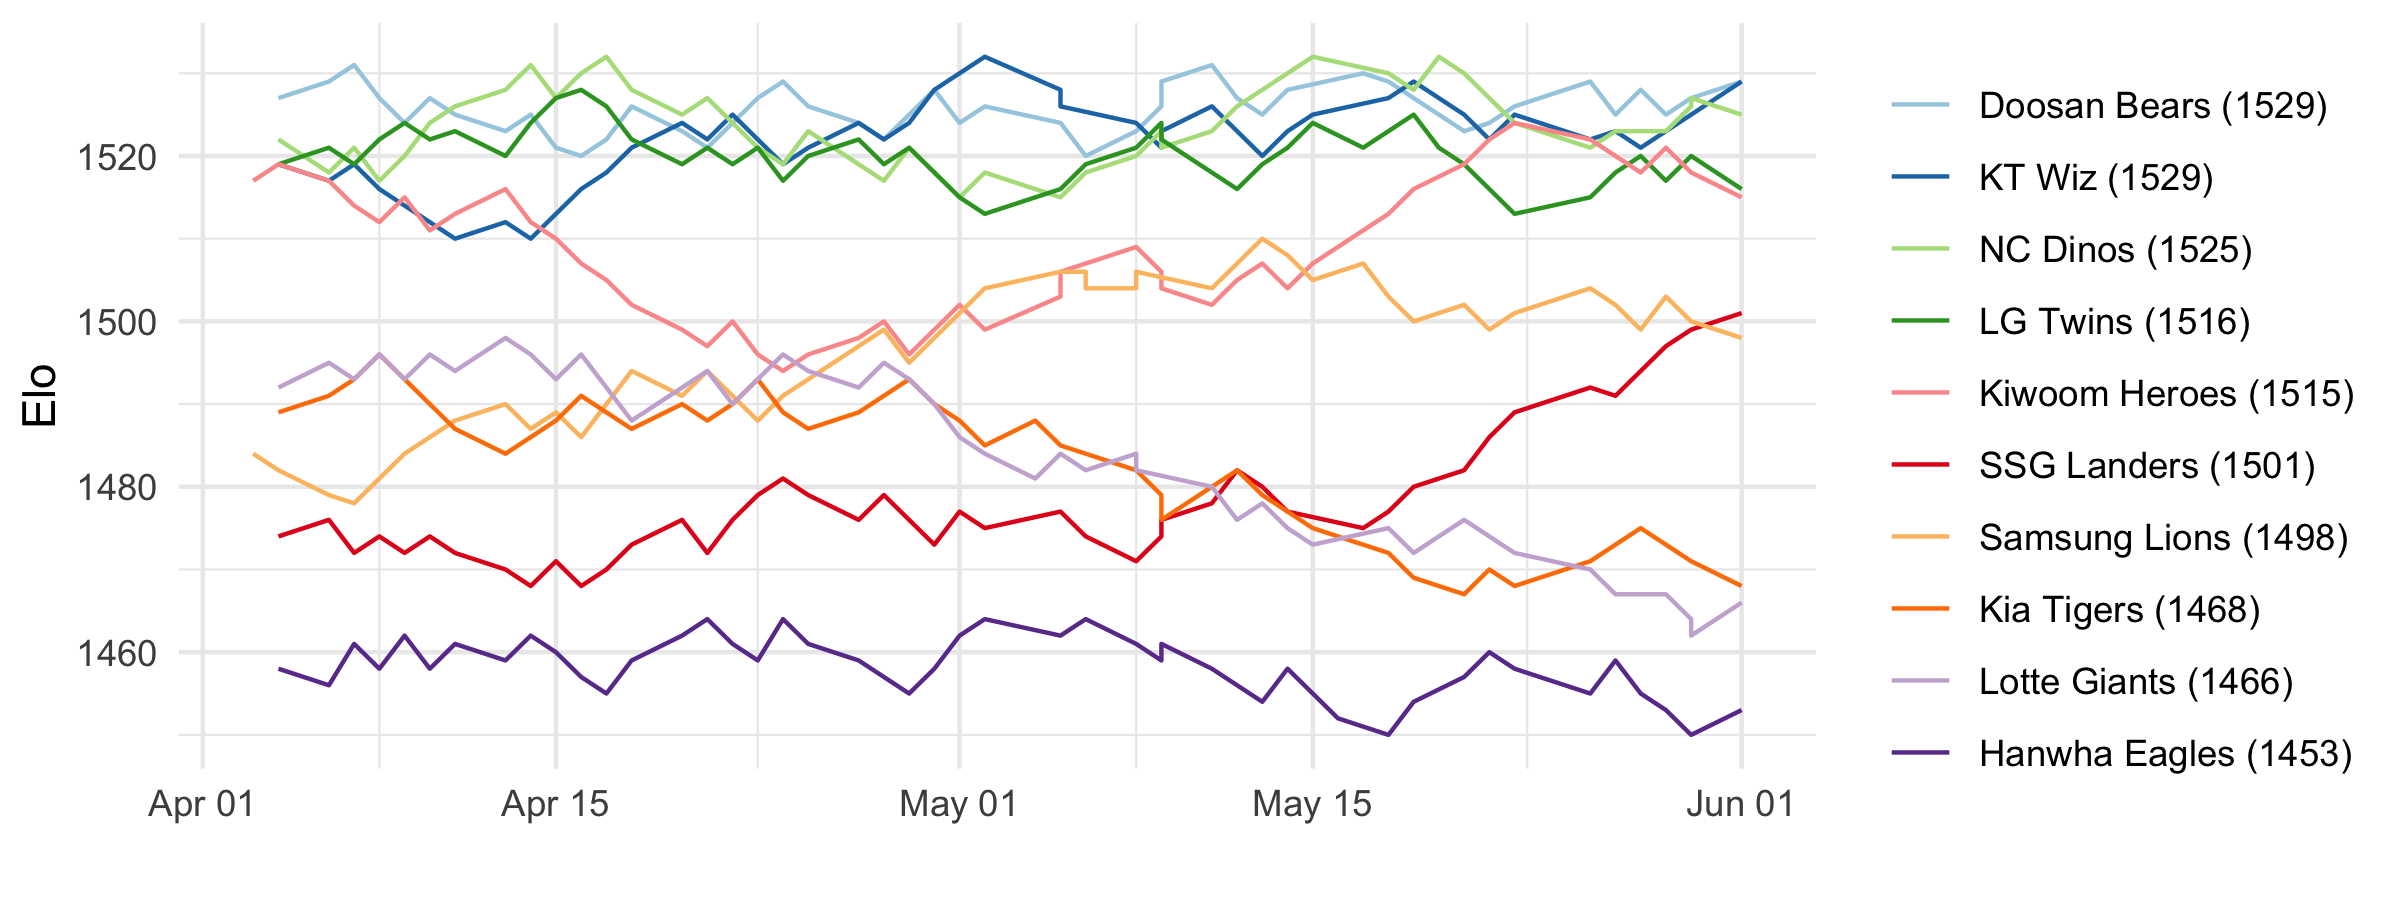 Elo
1520
1500
1480
1460
Apr 01
Apr 15
May 01
May 15
Jun 01
Doosan Bears (1529)
KT Wiz (1529)
NC Dinos (1525)
LG Twins (1516)
Kiwoom Heroes (1515)
SSG Landers (1501)
Samsung Lions (1498)
Kia Tigers (1468)
Lotte Giants (1466)
Hanwha Eagles (1453)